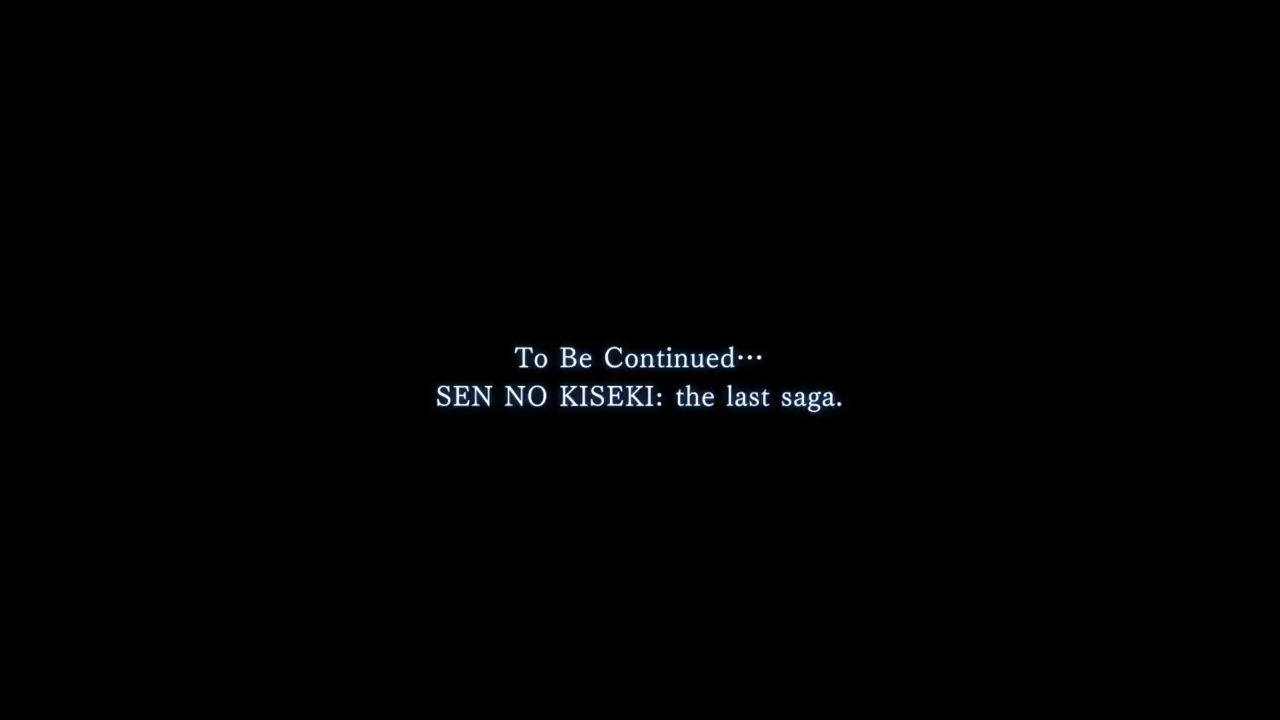 To Be Continued…
SEN NO KISEKI: the last saga.